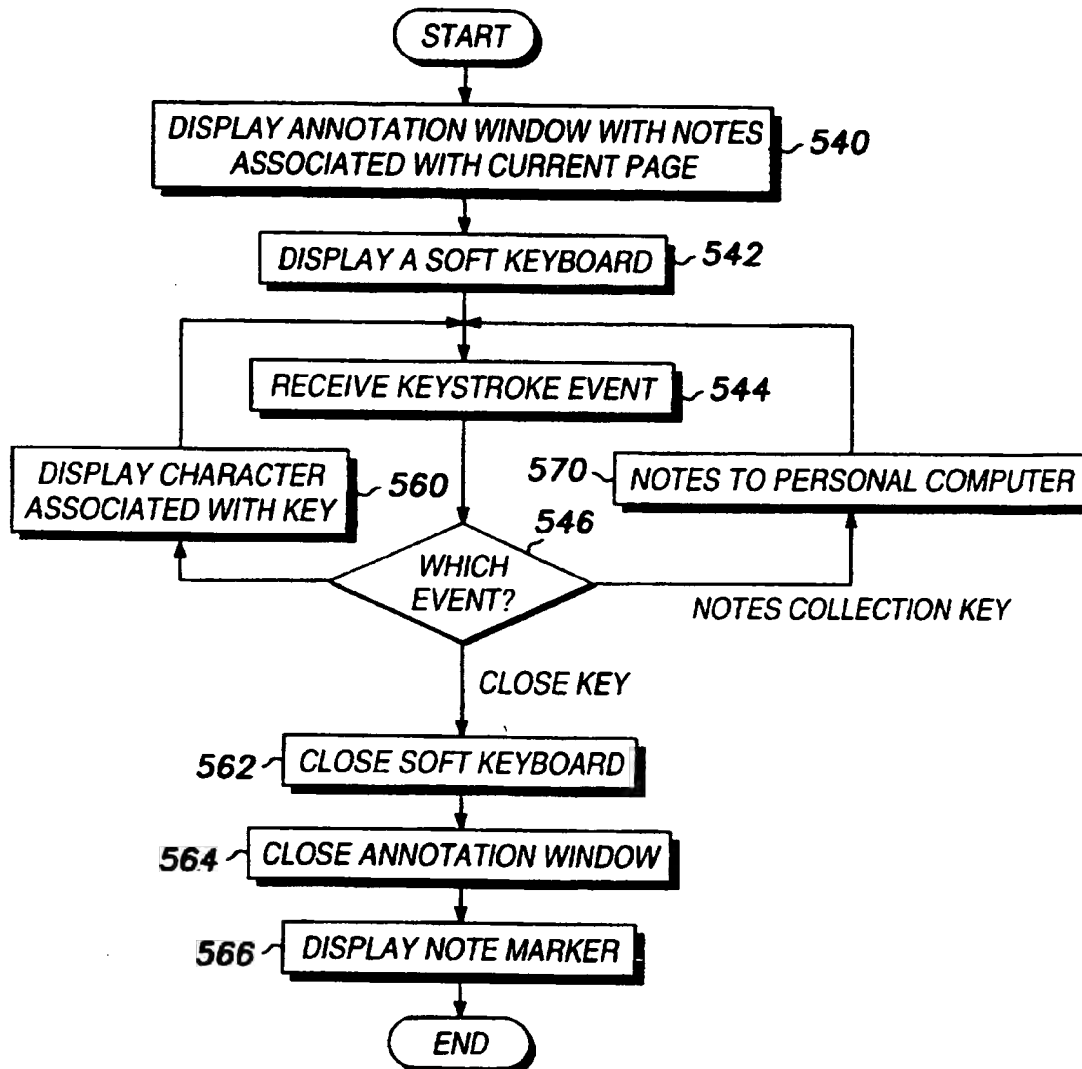 START
DISPLAY ANNOTATION WINDOW WITH NOTES
ASSOCIATED WITH CURRENT PAGE
540
DISPLAY A SOFT KEYBOARD
542
RECEIVE KEYSTROKE EVENT
544
DISPLAY CHARACTER
ASSOCIATED WITH KEY
560
570
NOTES TO PERSONAL COMPUTER
546
WHICH
EVENT?
NOTES COLLECTION KEY
CLOSE KEY
562
CLOSE SOFT KEYBOARD
564
CLOSE ANNOTATION WINDOW
566
DISPLAY NOTE MARKER
END